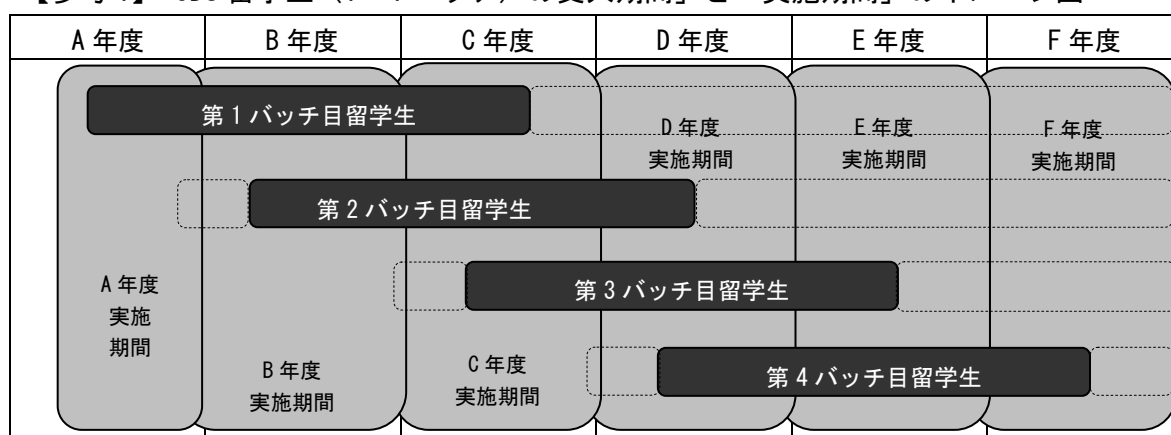 A年度 B年度 C年度 D年度 E年度 F年度
第1バッチ目留学生
D年度
実施期間
E年度
実施期間
F年度
実施期間
第2バッチ目留学生
A年度
実施
期間
第3バッチ目留学生
B年度
実施期間
C年度
実施期間
第4バッチ目留学生